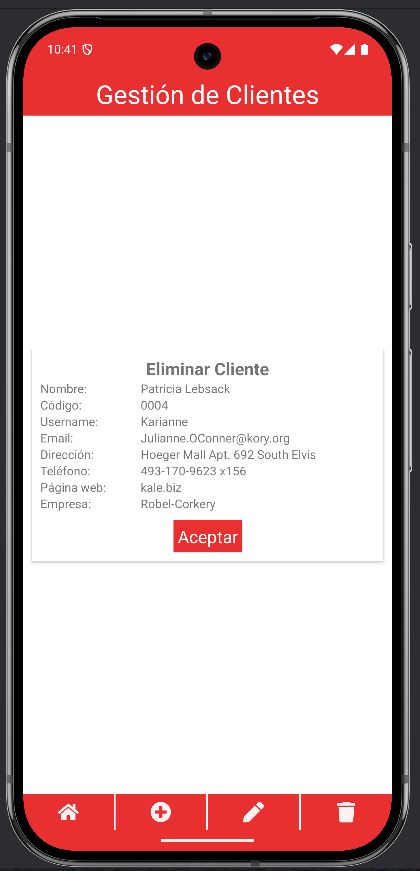 10:41
Gestión de Clientes
Eliminar Cliente
Nombre: Patricia Lebsack
Código: 0004
Username: Karianne
Email: Julianne.OConner@kory.org
Dirección: Hoeger Mall Apt. 692 South Elvis
Teléfono: 493-170-9623 x156
Página web: kale.biz
Empresa: Robel-Corkery
Aceptar